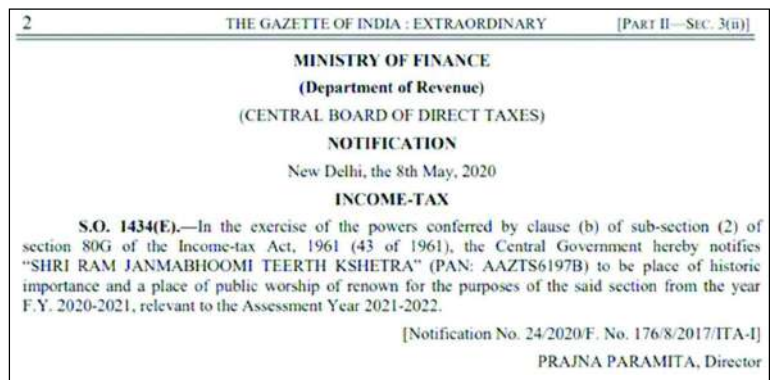 2 THE GAZETTE OF INDIA : EXTRAORDINARY [PART II—SEC. 3(ii)]
MINISTRY OF FINANCE
(Department of Revenue)
(CENTRAL BOARD OF DIRECT TAXES)
NOTIFICATION
New Delhi, the 8th May, 2020
INCOME-TAX
S.O. 1434(E).—In the exercise of the powers conferred by clause (b) of sub-section (2) of
section 80G of the Income-tax Act, 1961 (43 of 1961), the Central Government hereby notifies
“SHRI RAM JANMABHOOMI TEERTH KSHETRA” (PAN: AAZTS6197B) to be place of historic
importance and a place of public worship of renown for the purposes of the said section from the year
F.Y. 2020-2021, relevant to the Assessment Year 2021-2022.
[Notification No. 24/2020/F. No. 176/8/2017/ITA-I]
PRAJNA PARAMITA, Director